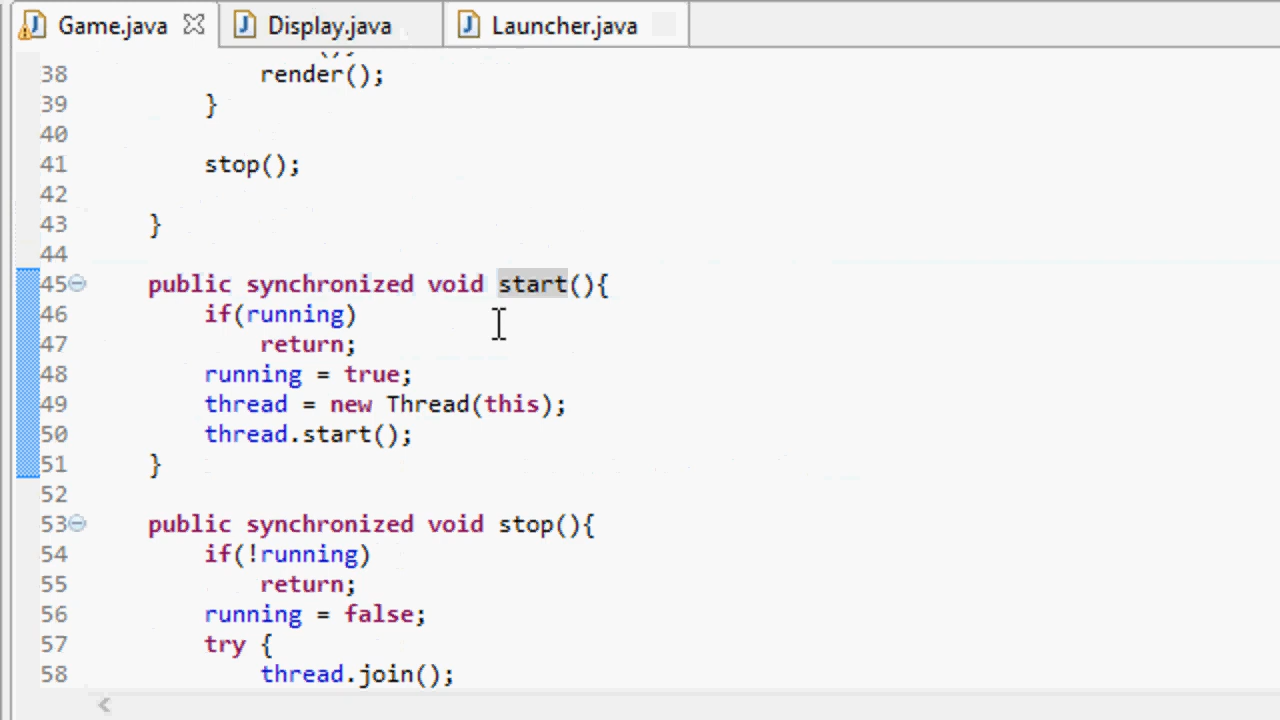 Game.java Display.java Launcher.java
38 render();
39 }
40
41 stop();
42
43 }
44
45 public synchronized void start(){
46 if(running)
47 return;
48 running = true;
49 thread = new Thread(this);
50 thread.start();
51 }
52
53 public synchronized void stop(){
54 if(!running)
55 return;
56 running = false;
57 try {
58 thread.join();